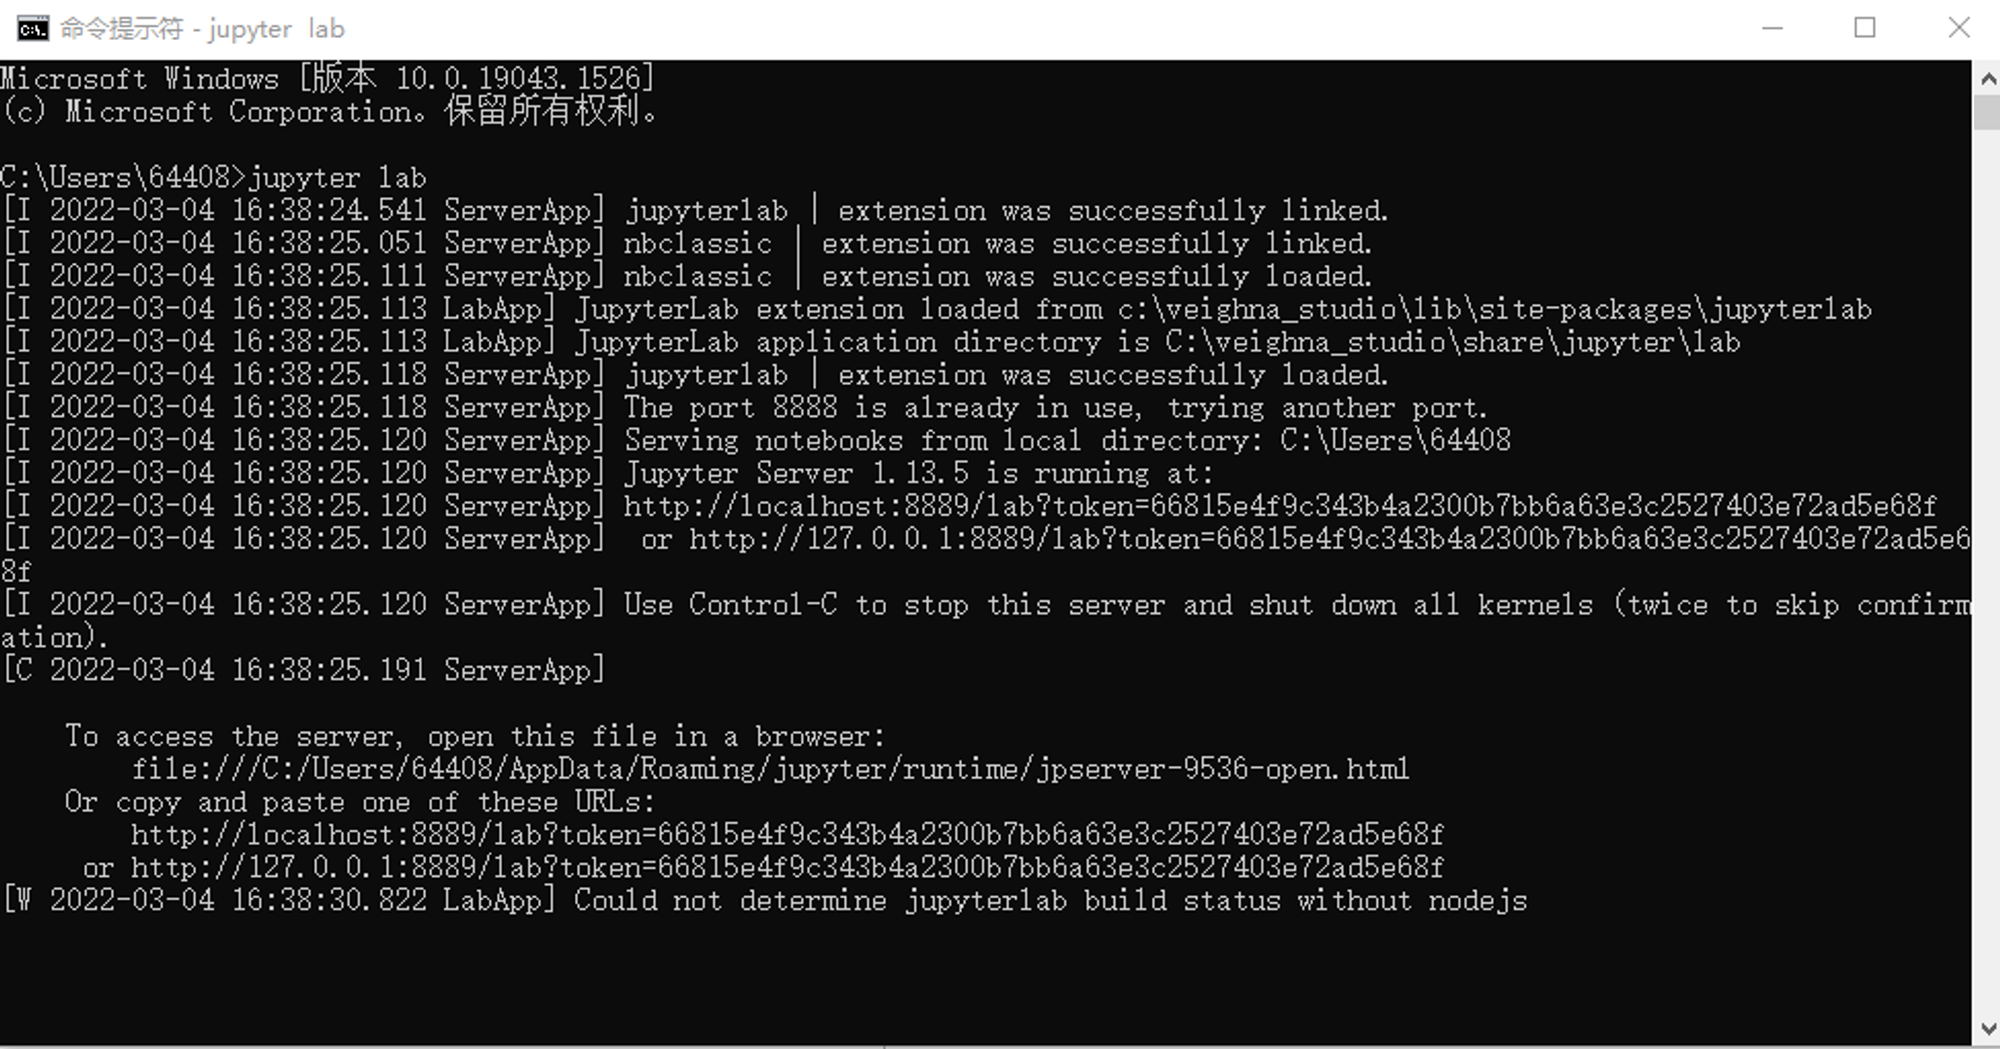 命令提示符 - jupyter lab
Microsoft Windows [版本 10.0.19043.1526]
(c) Microsoft Corporation。保留所有权利。
C:\Users\64408>jupyter lab
[I 2022-03-04 16:38:24.541 ServerApp] jupyterlab | extension was successfully linked.
[I 2022-03-04 16:38:25.051 ServerApp] nbclassic | extension was successfully linked.
[I 2022-03-04 16:38:25.111 ServerApp] nbclassic | extension was successfully loaded.
[I 2022-03-04 16:38:25.113 LabApp] JupyterLab extension loaded from c:\veighna_studio\lib\site-packages\jupyterlab
[I 2022-03-04 16:38:25.113 LabApp] JupyterLab application directory is C:\veighna_studio\share\jupyter\lab
[I 2022-03-04 16:38:25.118 ServerApp] jupyterlab | extension was successfully loaded.
[I 2022-03-04 16:38:25.118 ServerApp] The port 8888 is already in use, trying another port.
[I 2022-03-04 16:38:25.120 ServerApp] Serving notebooks from local directory: C:\Users\64408
[I 2022-03-04 16:38:25.120 ServerApp] Jupyter Server 1.13.5 is running at:
[I 2022-03-04 16:38:25.120 ServerApp] http://localhost:8889/lab?token=66815e4f9c343b4a2300b7bb6a63e3c2527403e72ad5e68f
[I 2022-03-04 16:38:25.120 ServerApp]  or http://127.0.0.1:8889/lab?token=66815e4f9c343b4a2300b7bb6a63e3c2527403e72ad5e6
8f
[I 2022-03-04 16:38:25.120 ServerApp] Use Control-C to stop this server and shut down all kernels (twice to skip confirm
ation).
[C 2022-03-04 16:38:25.191 ServerApp]
To access the server, open this file in a browser:
file:///C:/Users/64408/AppData/Roaming/jupyter/runtime/jpserver-9536-open.html
Or copy and paste one of these URLs:
http://localhost:8889/lab?token=66815e4f9c343b4a2300b7bb6a63e3c2527403e72ad5e68f
or http://127.0.0.1:8889/lab?token=66815e4f9c343b4a2300b7bb6a63e3c2527403e72ad5e68f
[W 2022-03-04 16:38:30.822 LabApp] Could not determine jupyterlab build status without nodejs